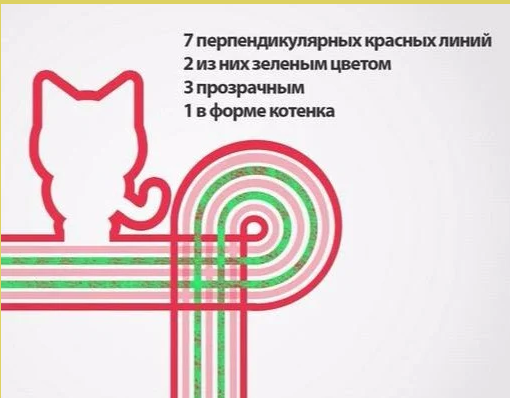 7 перпендикулярных красных линий
2 из них зеленым цветом
3 прозрачным
1 в форме котенка